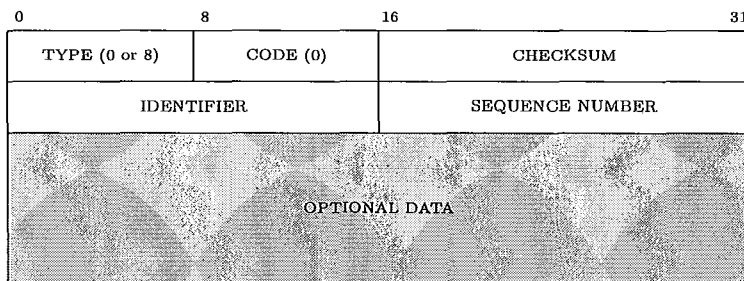 0 8 16 31
TYPE (0 or 8) CODE (0) CHECKSUM
IDENTIFIER SEQUENCE NUMBER
OPTIONAL DATA